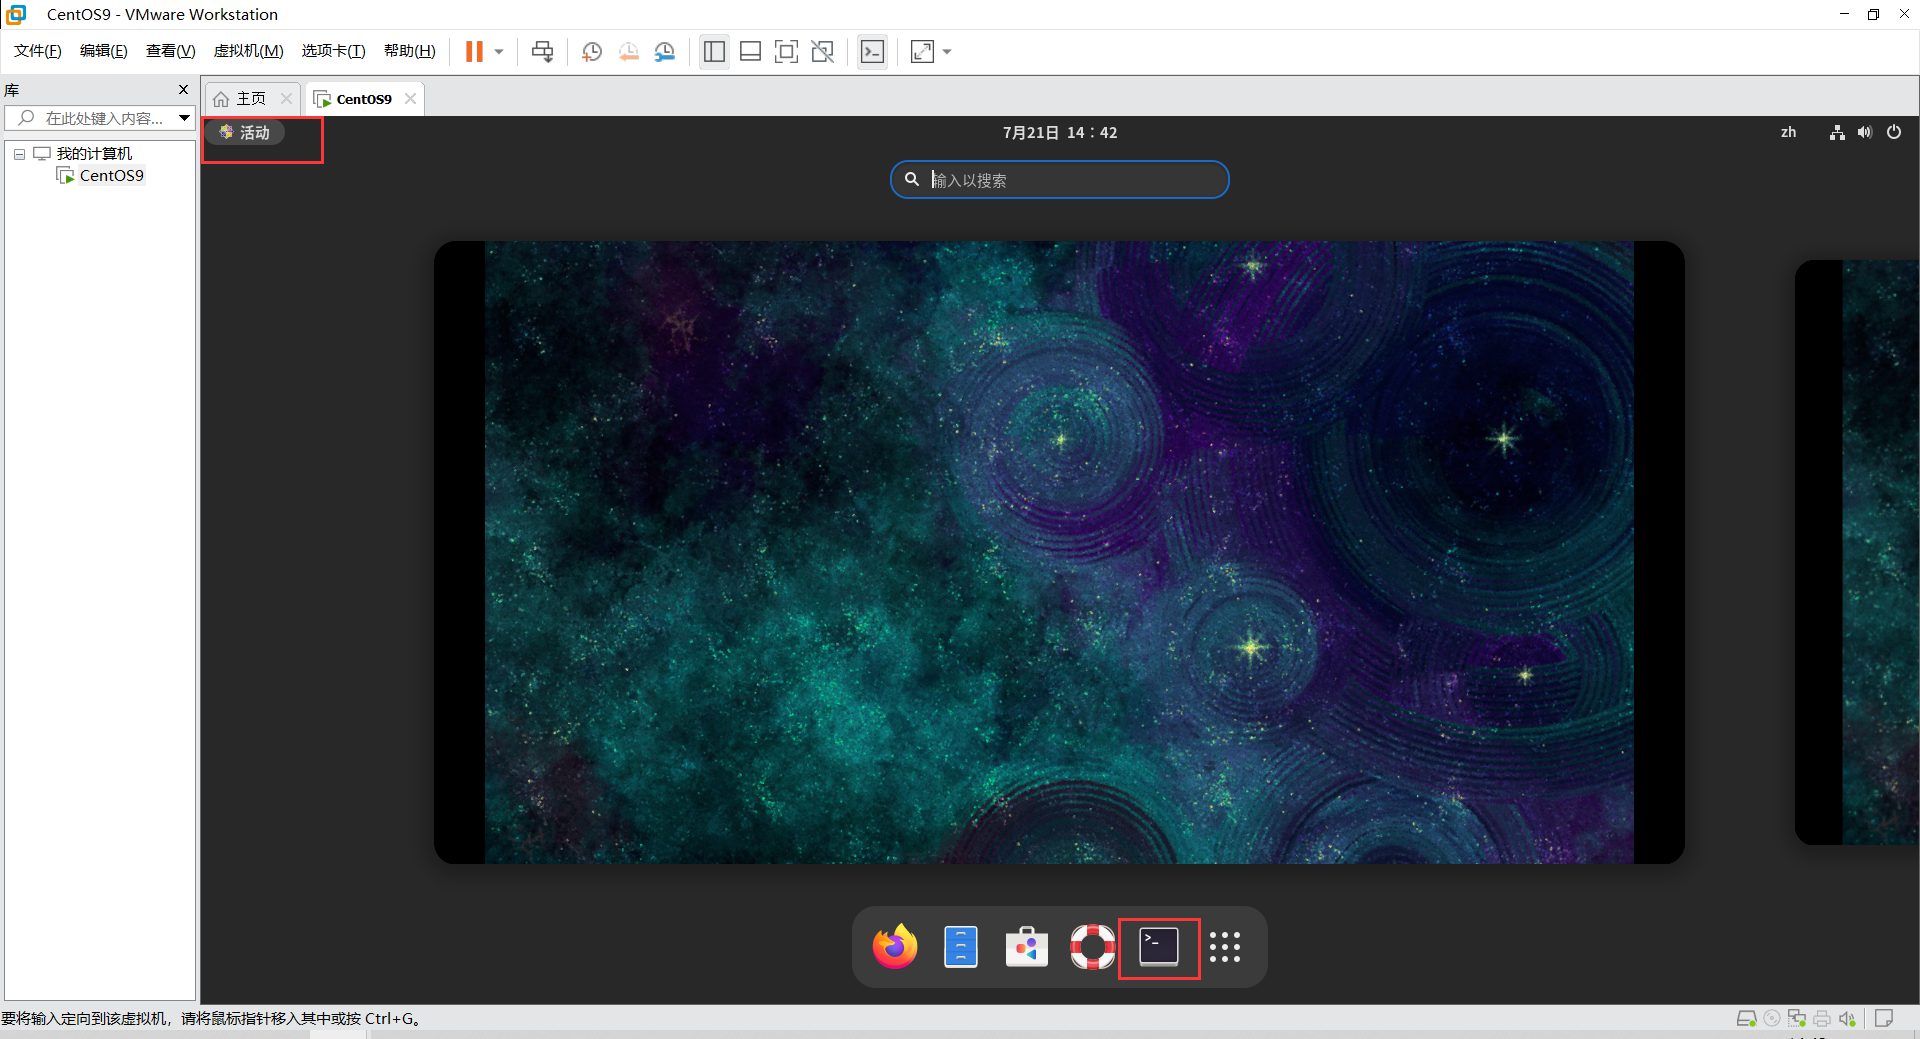 CentOS9 - VMware Workstation
文件(F) 编辑(E) 查看(V) 虚拟机(M) 选项卡(T) 帮助(H)
库
主页
CentOS9
在此处键入内容...
活动
7月21日 14：42
zh
输入以搜索
我的计算机
CentOS9
要将输入定向到该虚拟机，请将鼠标指针移入其中或按 Ctrl+G。